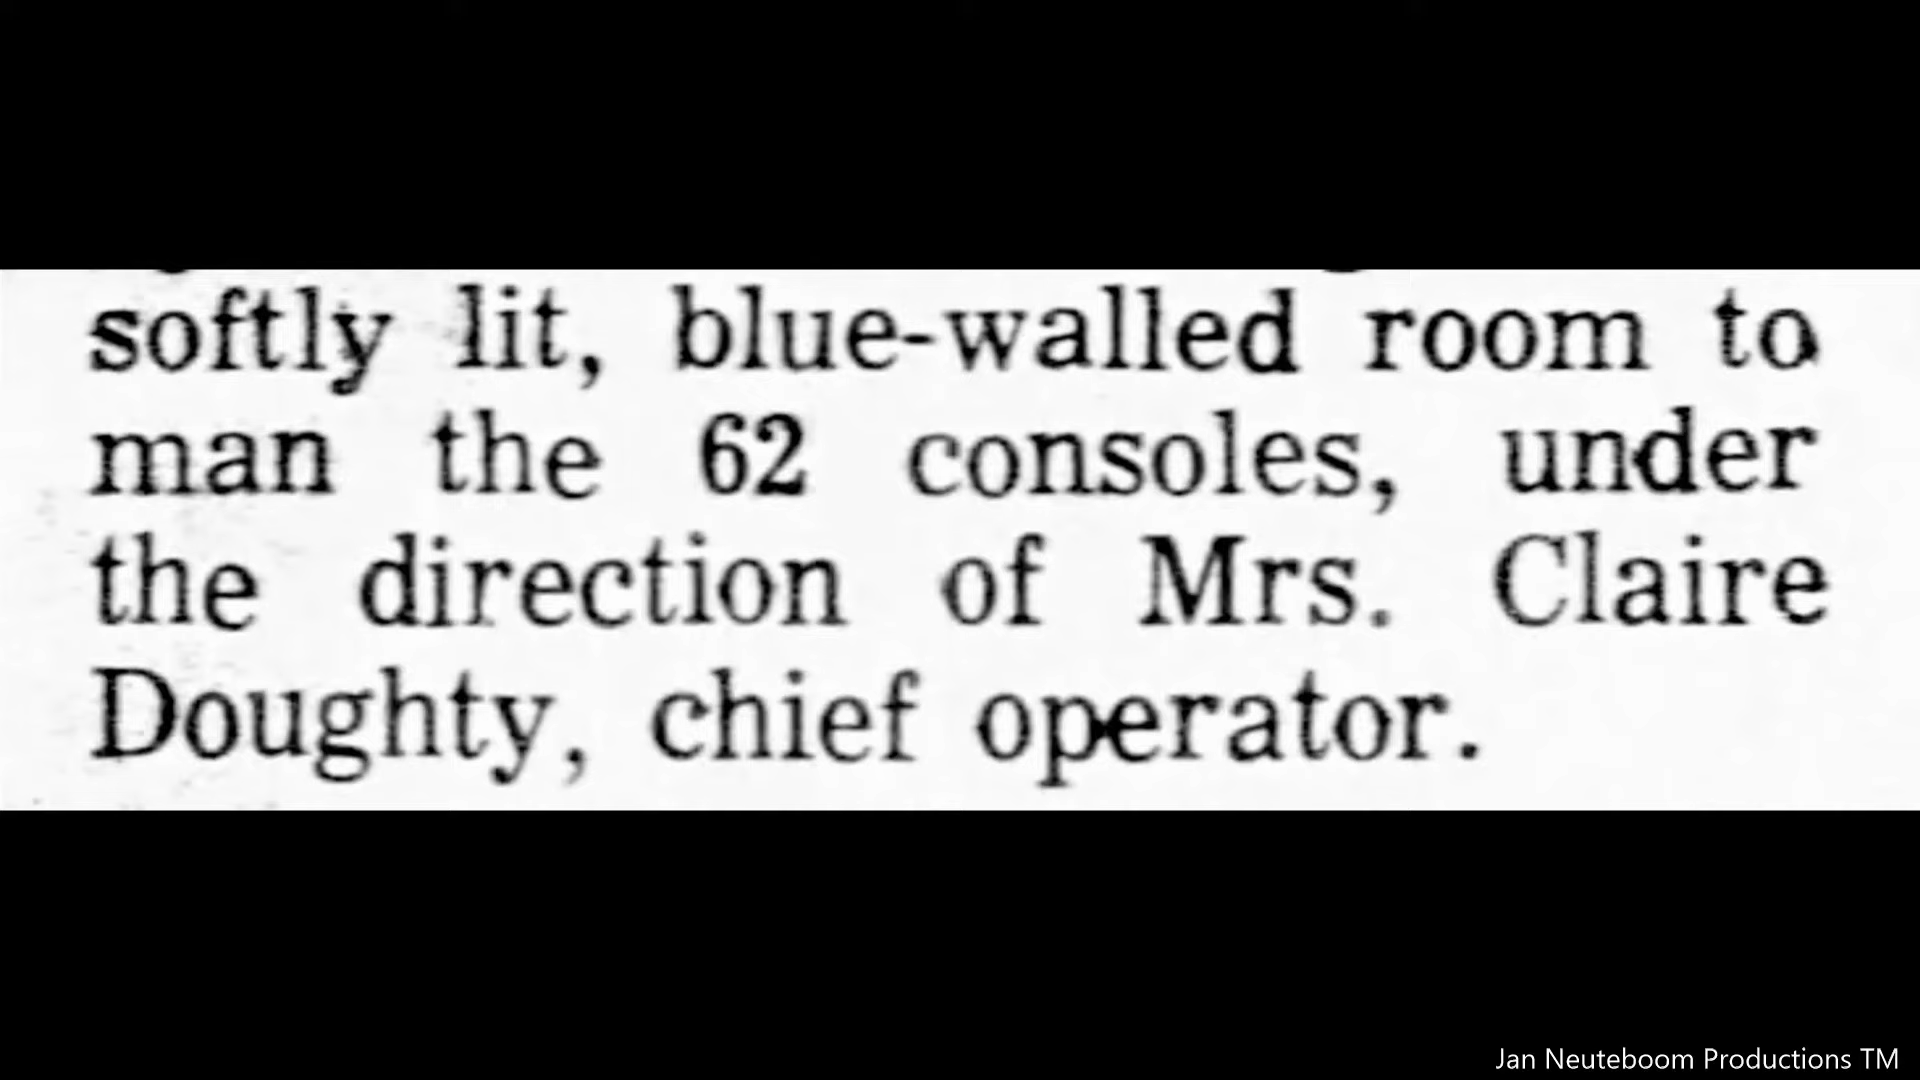 softly lit, blue-walled room to
man the 62 consoles, under
the direction of Mrs. Claire
Doughty, chief operator.
Jan Neuteboom Productions TM